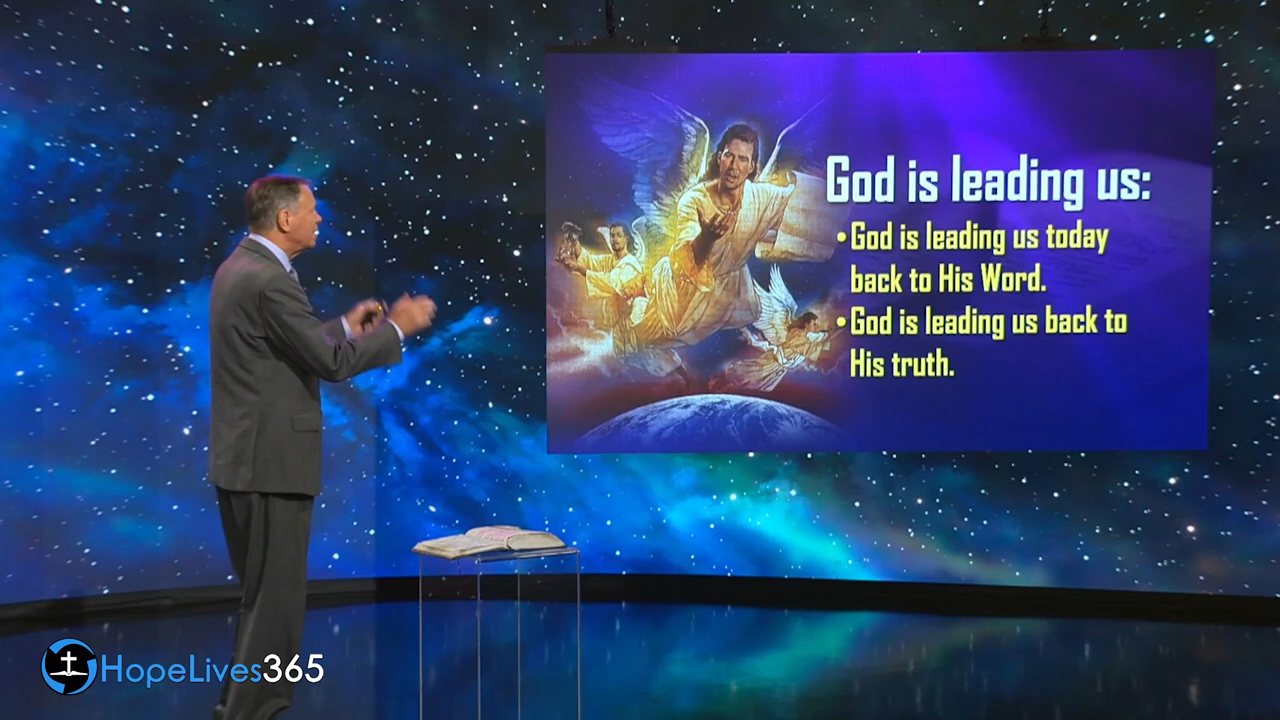 God is leading us:
•God is leading us today
back to His Word.
•God is leading us back to
His truth.
HopeLives365